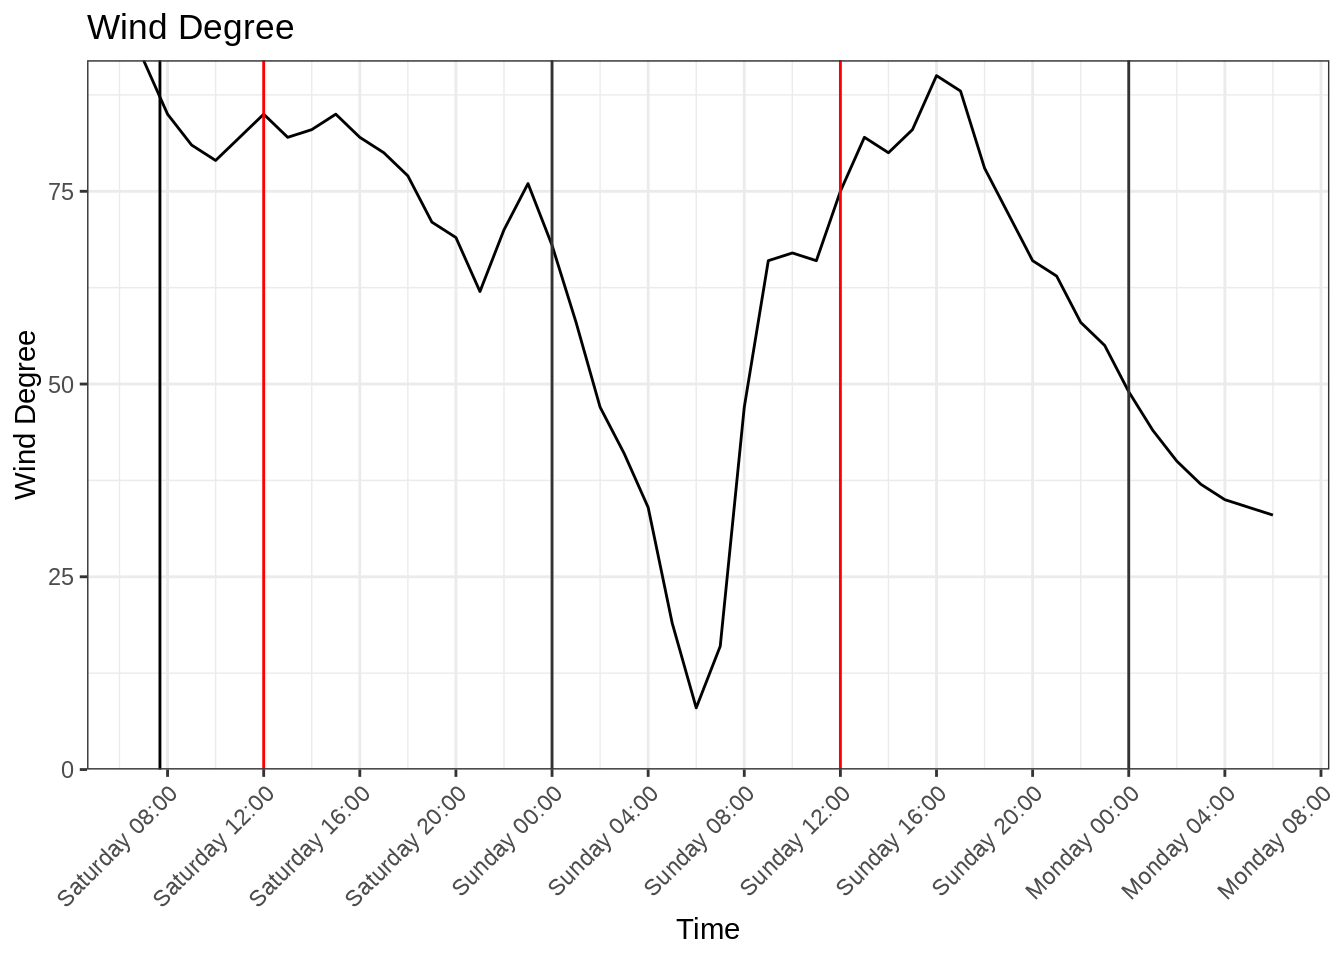 Wind Degree
Wind Degree
75
50
25
0
Saturday 08:00
Saturday 12:00
Saturday 16:00
Saturday 20:00
Sunday 00:00
Sunday 04:00
Sunday 08:00
Sunday 12:00
Sunday 16:00
Sunday 20:00
Monday 00:00
Monday 04:00
Monday 08:00
Time